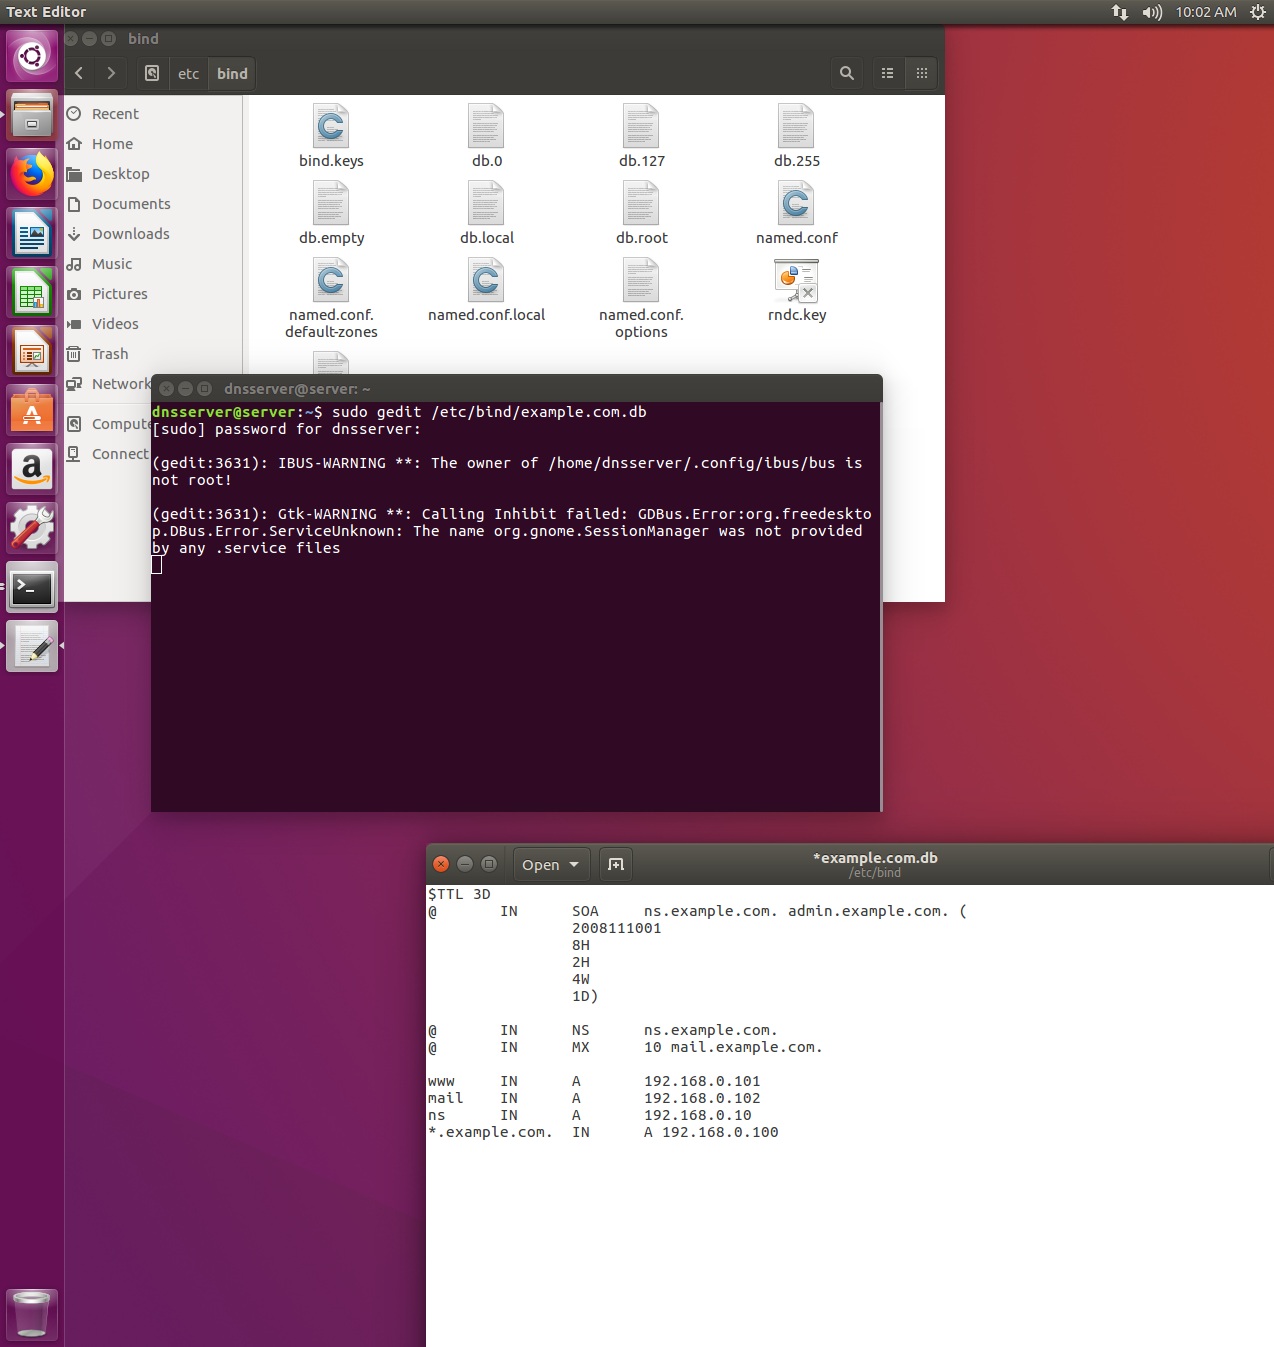 Text Editor
10:02 AM
bind
etc
bind
Recent
Home
Desktop
Documents
Downloads
Music
Pictures
Videos
Trash
Network
Compute
Connect
bind.keys
db.0
db.127
db.255
db.empty
db.local
db.root
named.conf
named.conf.
default-zones
named.conf.local
named.conf.
options
rndc.key
dnsserver@server: ~
dnsserver@server:~$ sudo gedit /etc/bind/example.com.db
[sudo] password for dnsserver:
(gedit:3631): IBUS-WARNING **: The owner of /home/dnsserver/.config/ibus/bus is
not root!
(gedit:3631): Gtk-WARNING **: Calling Inhibit failed: GDBus.Error:org.freedeskto
p.DBus.Error.ServiceUnknown: The name org.gnome.SessionManager was not provided
by any .service files
Open
*example.com.db
/etc/bind
$TTL 3D
@ IN SOA ns.example.com. admin.example.com. (
2008111001
8H
2H
4W
1D)
@ IN NS ns.example.com.
@ IN MX 10 mail.example.com.
www IN A 192.168.0.101
mail IN A 192.168.0.102
ns IN A 192.168.0.10
*.example.com. IN A 192.168.0.100